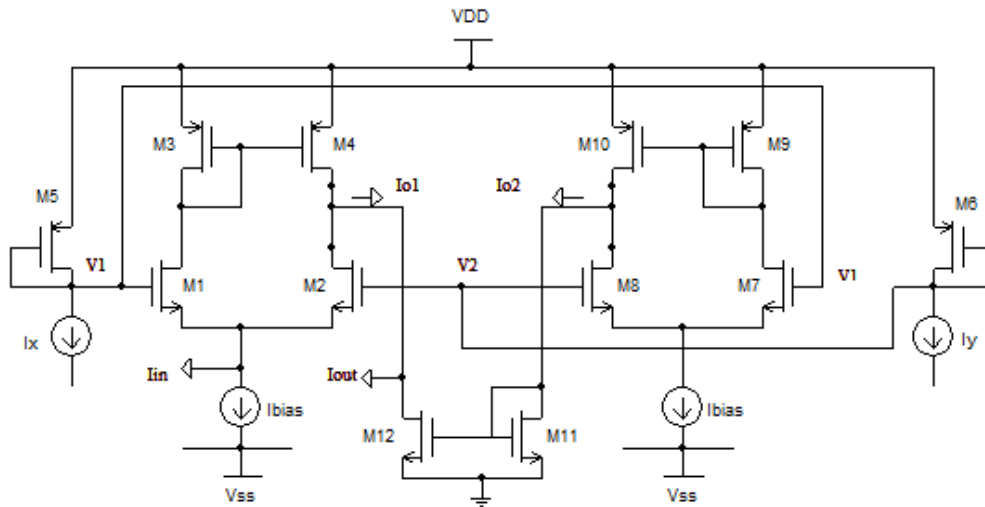 VDD
M3
M4
M10
M9
M5
Io1
Io2
M6
V1
M1
M2
V2
M8
M7
V1
Ix
Iin
Iout
Iy
Ibias
M12
M11
Ibias
Vss
Vss